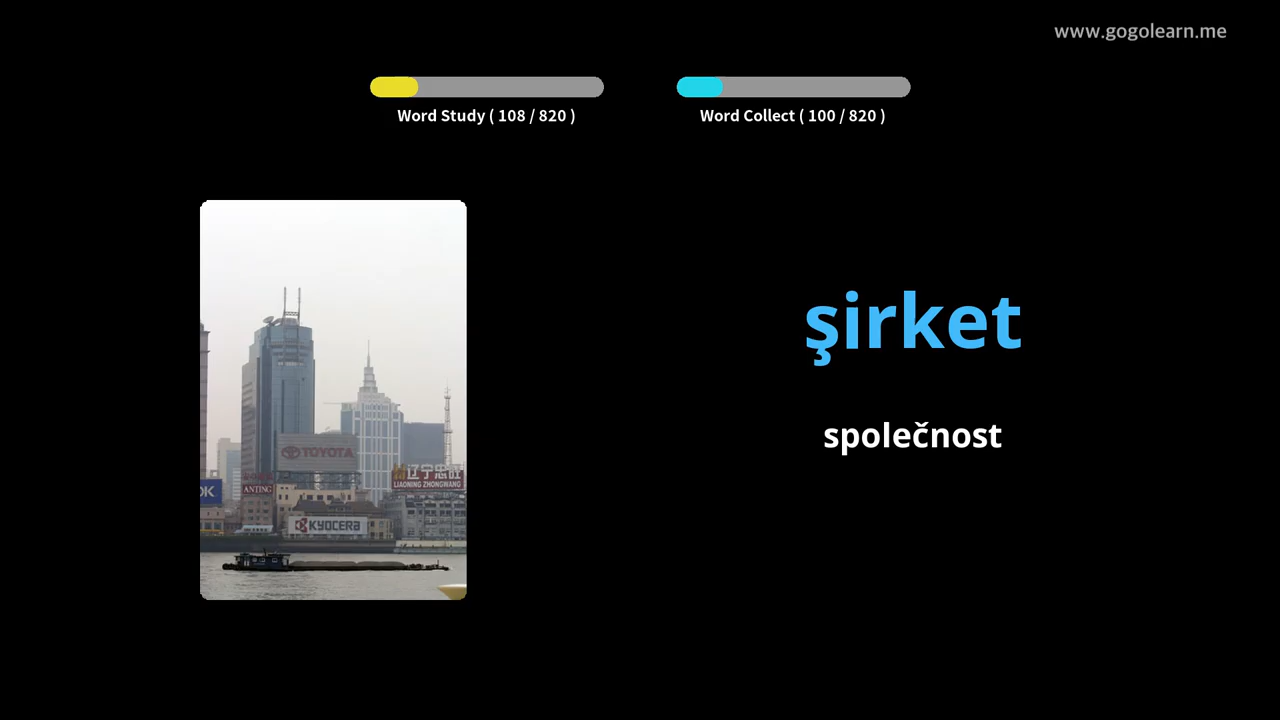 www.gogolearn.me
Word Study ( 108 / 820 )
Word Collect ( 100 / 820 )
şirket
společnost
TOYOTA
辽宁忠旺
LIAONING ZHONGWANG
OK
ANTING
KYOCERA